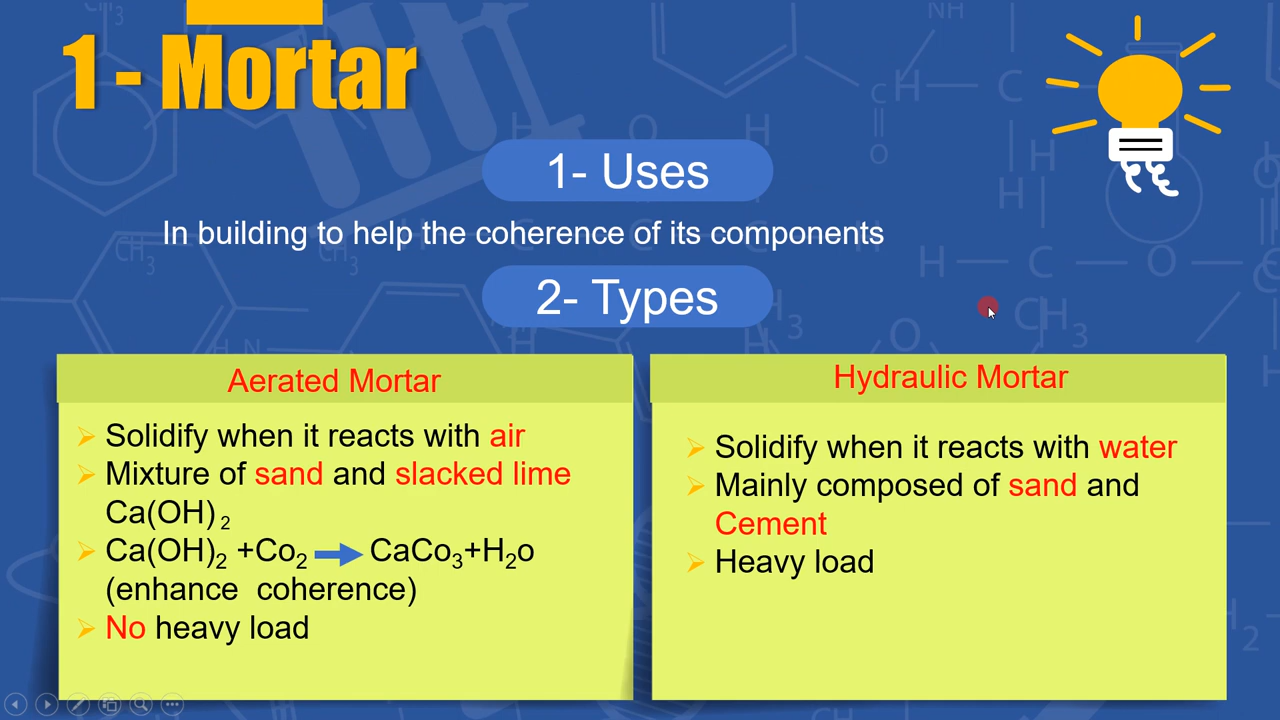 1 - Mortar
1- Uses
In building to help the coherence of its components
2- Types
Aerated Mortar
Solidify when it reacts with air
Mixture of sand and slacked lime
Ca(OH) 2
Ca(OH)2 +Co2 → CaCo3+H2o
(enhance coherence)
No heavy load
Hydraulic Mortar
Solidify when it reacts with water
Mainly composed of sand and
Cement
Heavy load